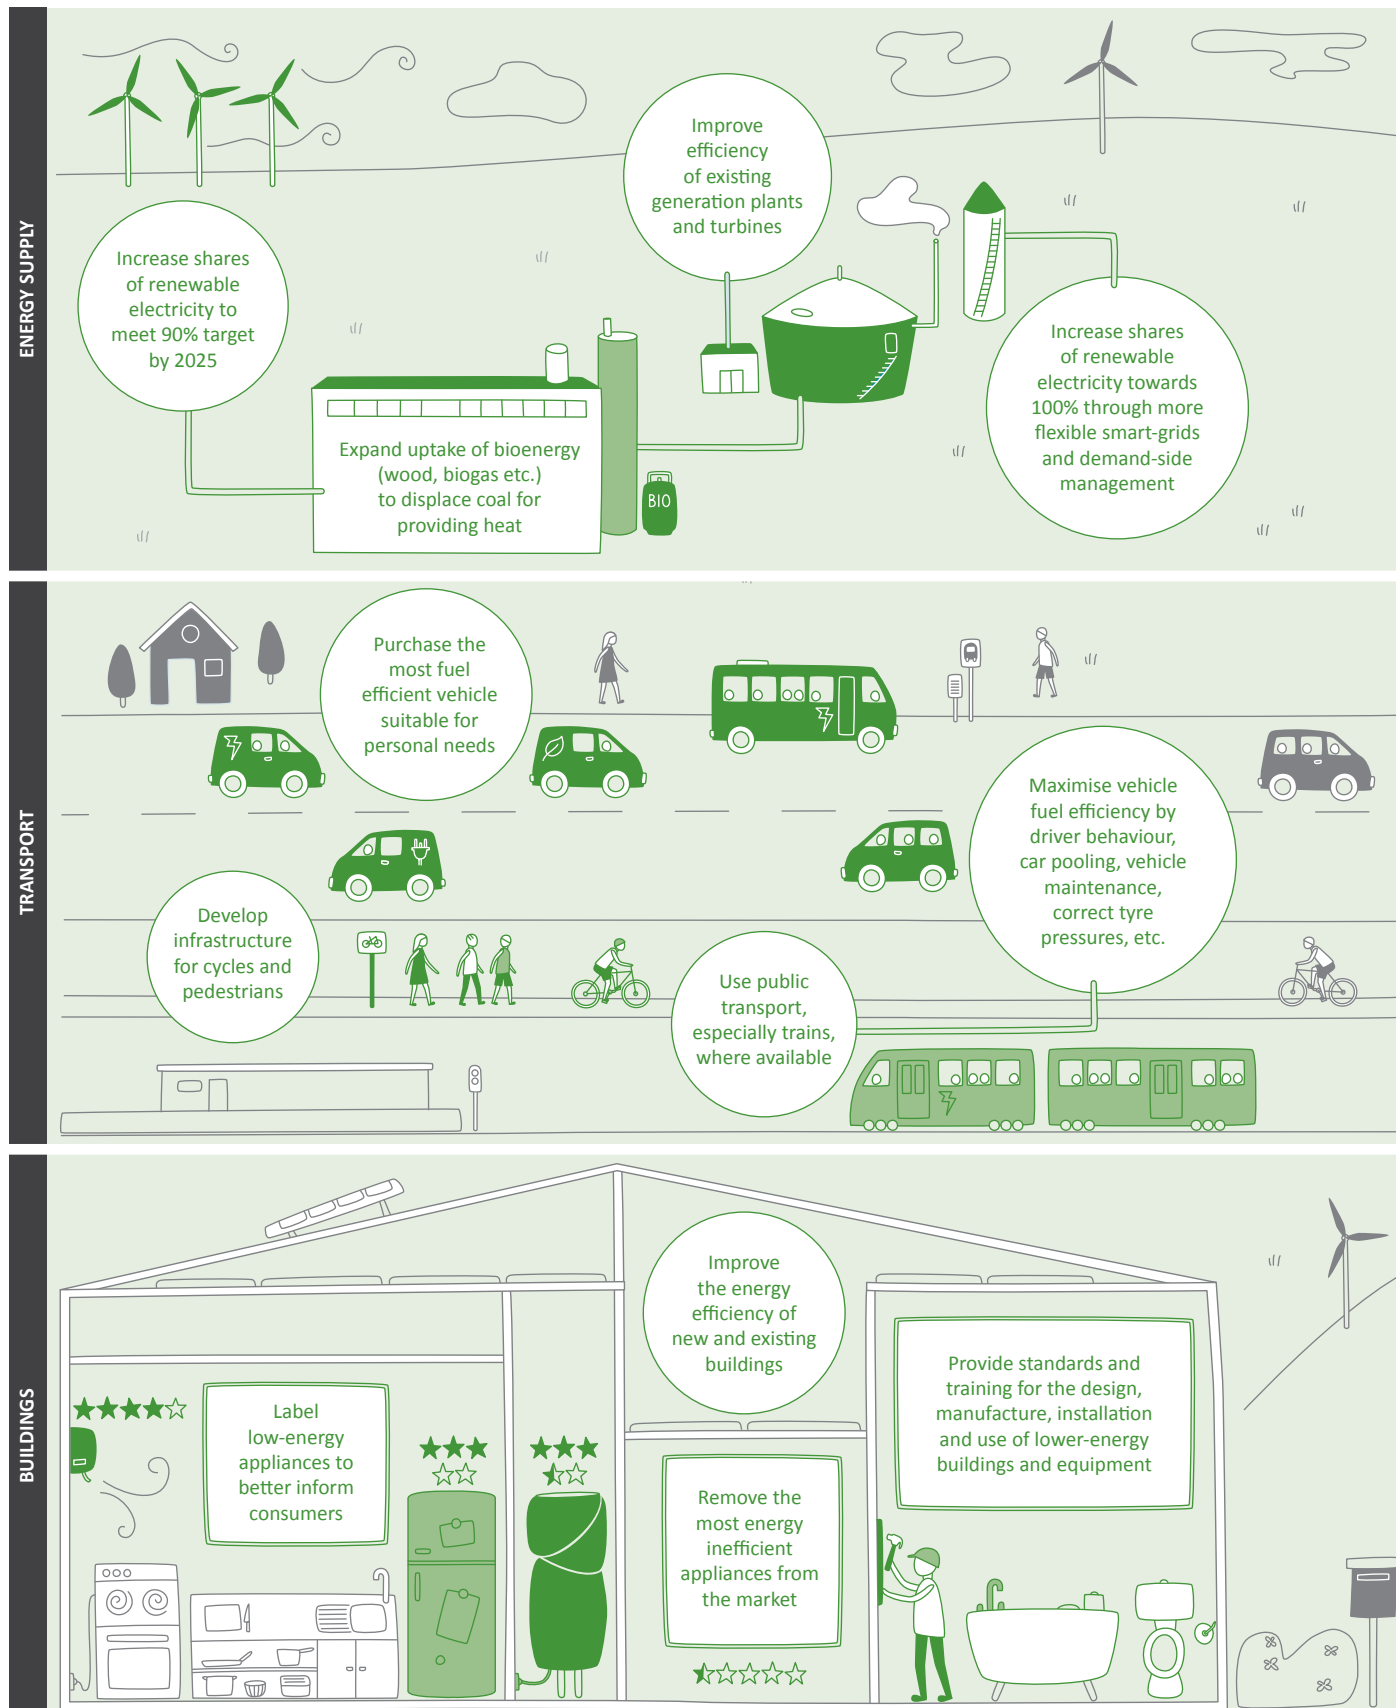 ENERGY SUPPLY
Increase shares
of renewable
electricity to
meet 90% target
by 2025
Improve
efficiency
of existing
generation plants
and turbines
Expand uptake of bioenergy
(wood, biogas etc.)
to displace coal for
providing heat
BIO
Increase shares
of renewable
electricity towards
100% through more
flexible smart-grids
and demand-side
management
TRANSPORT
Purchase the
most fuel
efficient vehicle
suitable for
personal needs
Maximise vehicle
fuel efficiency by
driver behaviour,
car pooling, vehicle
maintenance,
correct tyre
pressures, etc.
Develop
infrastructure
for cycles and
pedestrians
Use public
transport,
especially trains,
where available
BUILDINGS
Improve
the energy
efficiency of
new and existing
buildings
Label
low-energy
appliances to
better inform
consumers
Provide standards and
training for the design,
manufacture, installation
and use of lower-energy
buildings and equipment
Remove the
most energy
inefficient
appliances from
the market